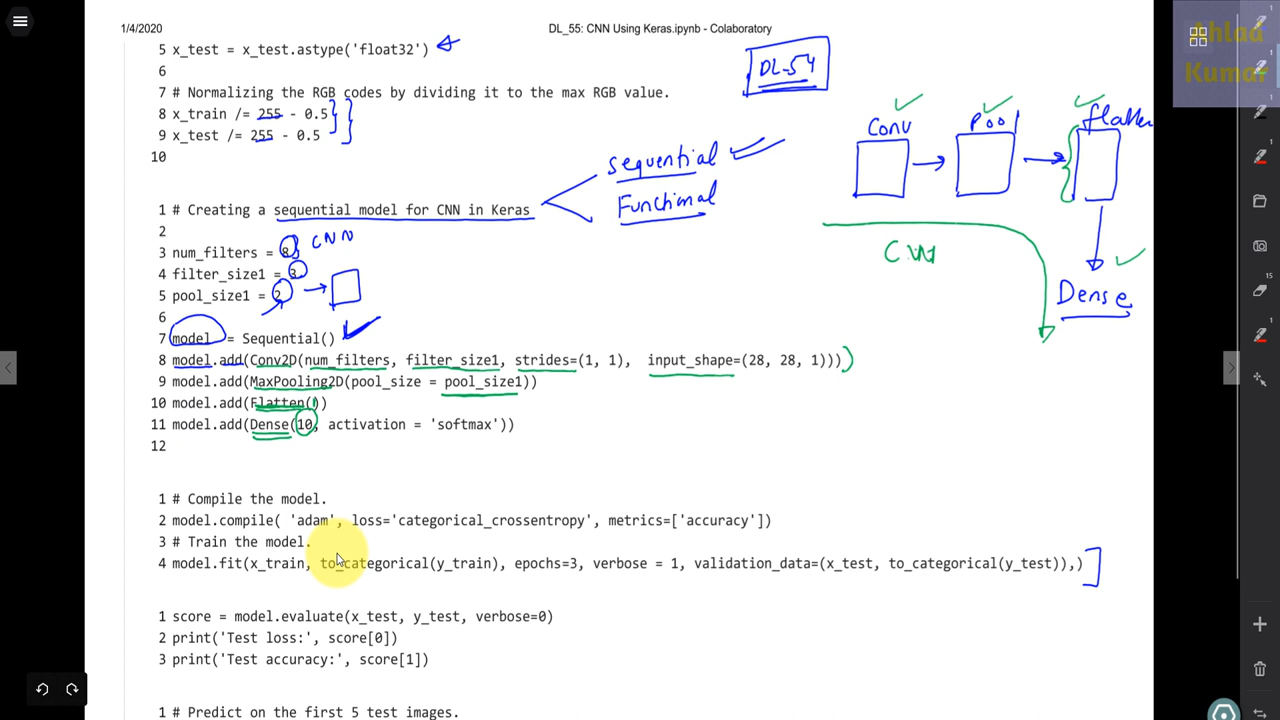 1/4/2020
DL_55: CNN Using Keras.ipynb - Colaboratory
Ahlad
Kumar
5 x_test = x_test.astype('float32')
6
DL-54
7 # Normalizing the RGB codes by dividing it to the max RGB value.
8 x_train /= 255 - 0.5
9 x_test /= 255 - 0.5
10
Conv
Pool
flatten
sequential
Functional
1 # Creating a sequential model for CNN in Keras
2
CNN
3 num_filters = 8
4 filter_size1 = 3
5 pool_size1 = 2
CNN
Dense
6
7 model = Sequential()
8 model.add(Conv2D(num_filters, filter_size1, strides=(1, 1), input_shape=(28, 28, 1)))
9 model.add(MaxPooling2D(pool_size = pool_size1))
10 model.add(Flatten())
11 model.add(Dense(10, activation = 'softmax'))
12
1 # Compile the model.
2 model.compile( 'adam', loss='categorical_crossentropy', metrics=['accuracy'])
3 # Train the model.
4 model.fit(x_train, to_categorical(y_train), epochs=3, verbose = 1, validation_data=(x_test, to_categorical(y_test)),)
1 score = model.evaluate(x_test, y_test, verbose=0)
2 print('Test loss:', score[0])
3 print('Test accuracy:', score[1])
1 # Predict on the first 5 test images.
15